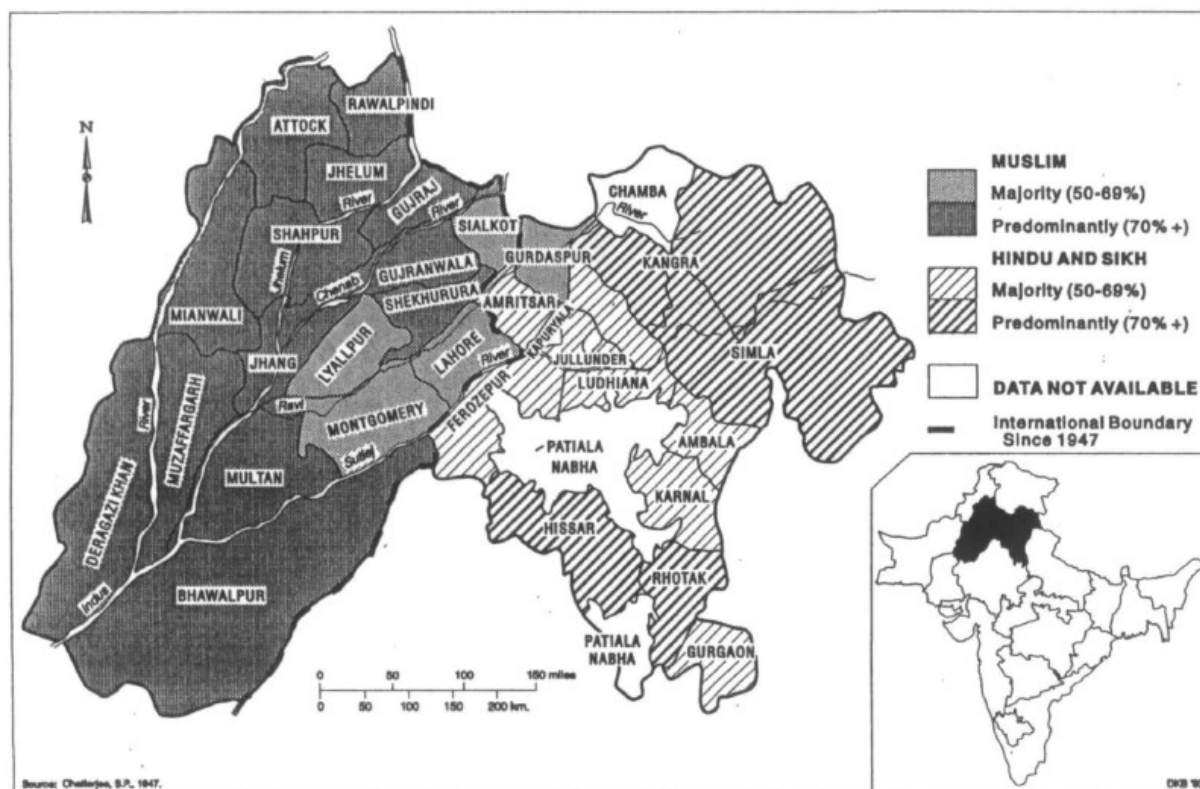 N
RAWALPINDI
ATTOCK
JHELUM
River
GUJRAJ
River
SHAHPUR
Jhelum
Chenab
SIALKOT
GURDASPUR
CHAMBA
River
KANGRA
GUJRANWALA
SHEKHURURA
AMRITSAR
MIANWALI
JHANG
LYALLPUR
LAHORE
River
KAPURYALA
JULLUNDER
SIMLA
LUDHIANA
Ravi
MONTGOMERY
FEROZEPUR
River
MUZAFFARGARH
MULTAN
Sutlej
PATIALA
NABHA
AMBALA
KARNAL
DERAGAZI KHAN
HISSAR
Indus
BHAWALPUR
RHOTAK
PATIALA
NABHA
GURGAON
0 50 100 150 miles
0 50 100 150 200 km.
MUSLIM
Majority (50-69%)
Predominantly (70% +)
HINDU AND SIKH
Majority (50-69%)
Predominantly (70% +)
DATA NOT AVAILABLE
International Boundary
Since 1947
Source: Chatterjee, S.P., 1947.